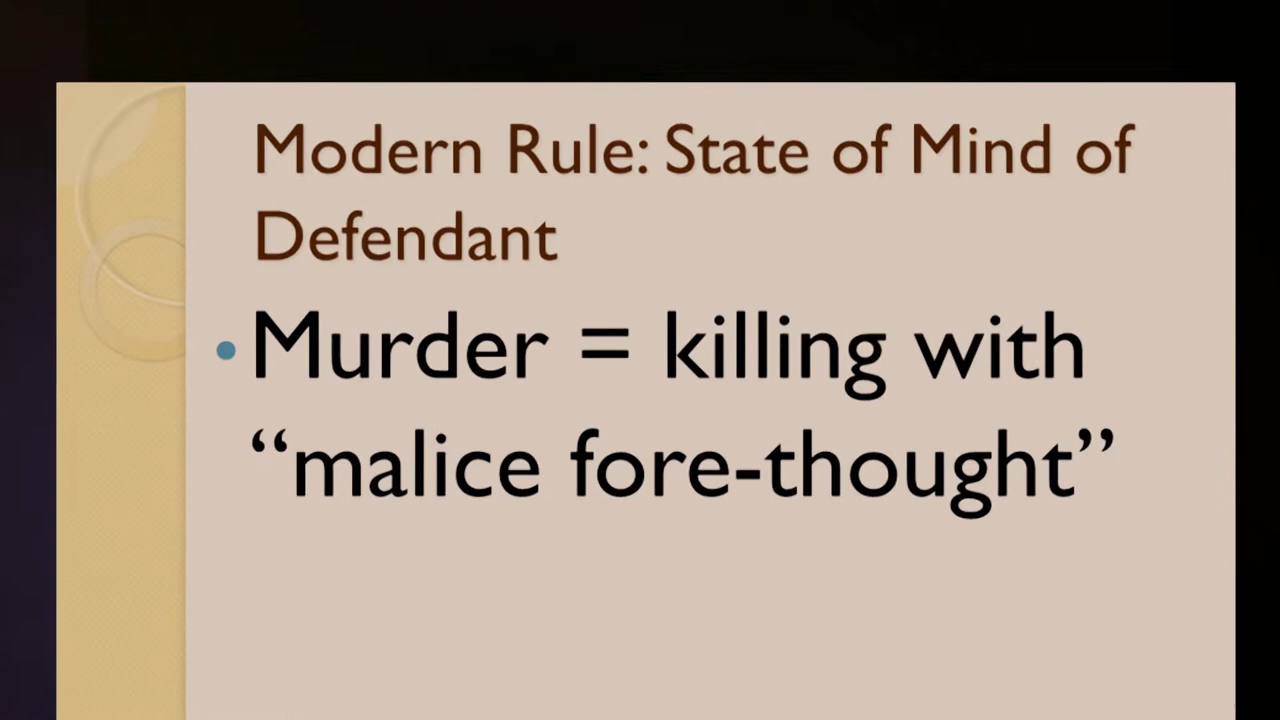 Modern Rule: State of Mind of
Defendant
• Murder = killing with
“malice fore-thought”